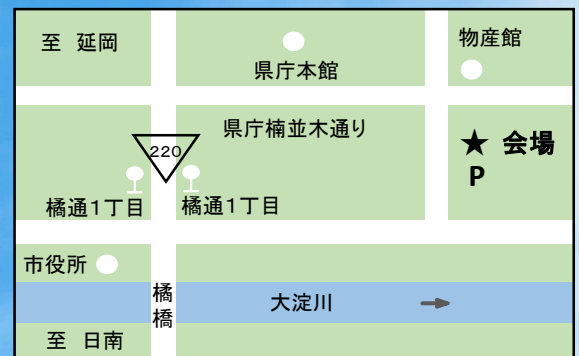 至 延岡
物産館
県庁本館
県庁楠並木通り
220
★ 会場
P
橘通1丁目
橘通1丁目
市役所
橘橋
大淀川
至 日南